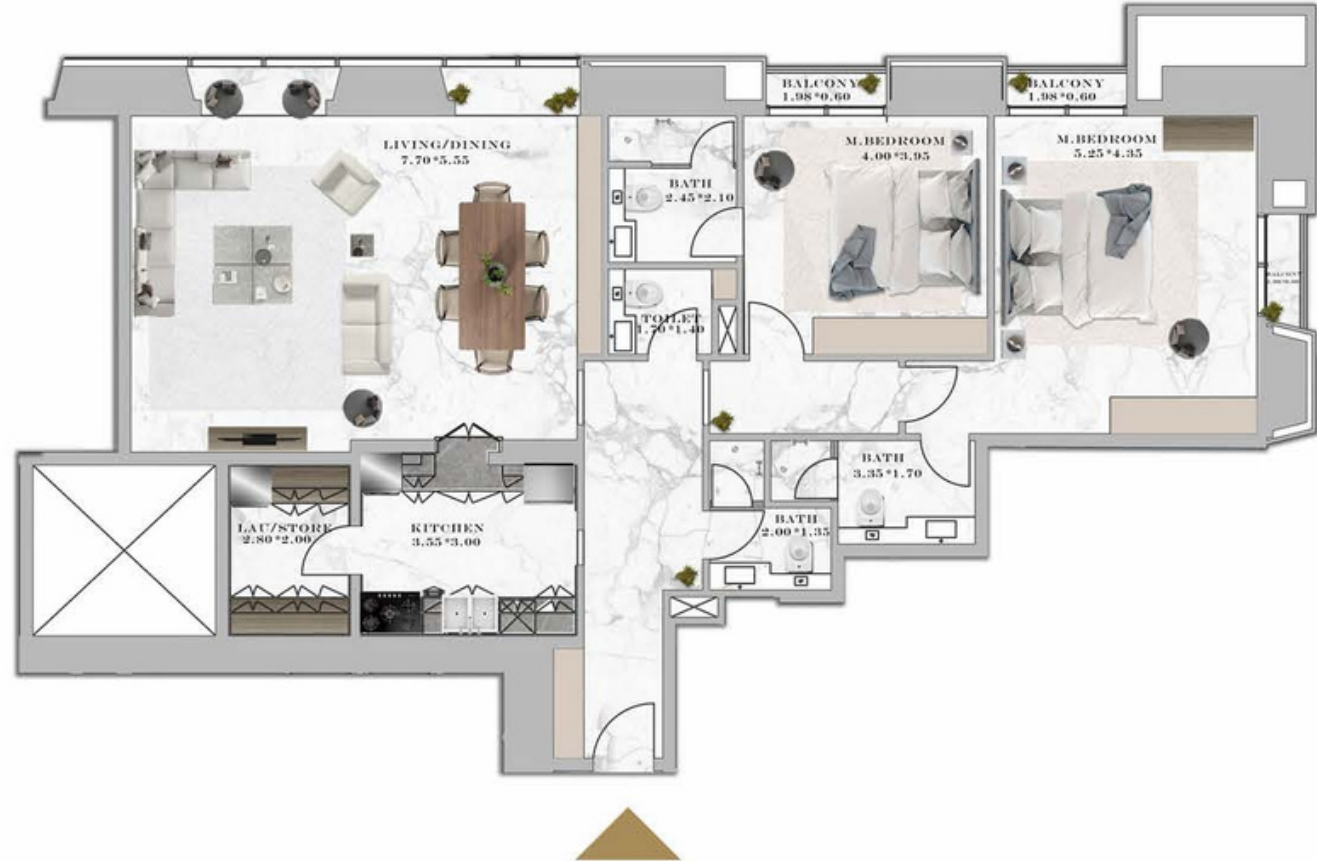 BALCONY
1.98*0.60
BALCONY
1.98*0.60
LIVING/DINING
7.70*5.55
M.BEDROOM
4.00*3.95
M.BEDROOM
5.25*4.35
BATH
2.45*2.10
BALCONY
TOILET
1.70*1.40
BATH
3.35*1.70
LAU/STORE
2.80*2.00
KITCHEN
3.55*3.00
BATH
2.00*1.35